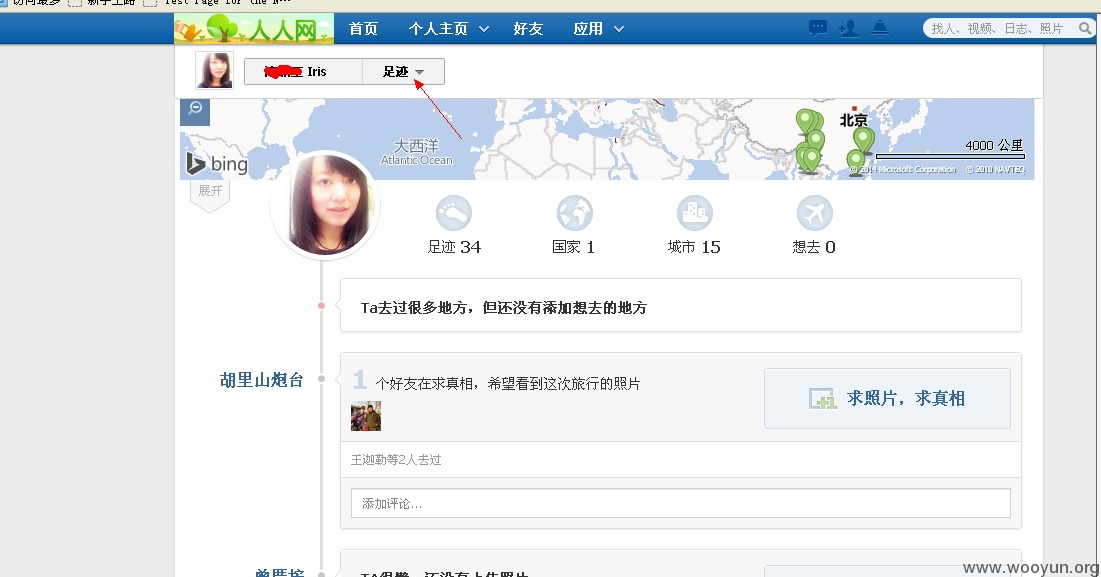 访问最多 新手上路 Test Page for the N…
人人网 首页 个人主页 好友 应用 找人、视频、日志、照片
Iris 足迹
北京
大西洋
Atlantic Ocean
4000 公里
bing
© 2014 Microsoft Corporation © 2010 NAVTEQ
展开
足迹 34 国家 1 城市 15 想去 0
Ta去过很多地方，但还没有添加想去的地方
胡里山炮台
1 个好友在求真相，希望看到这次旅行的照片
求照片，求真相
王迦勒等2人去过
添加评论...
曾厝垵
TA很懒，还没有上传照片
www.wooyun.org